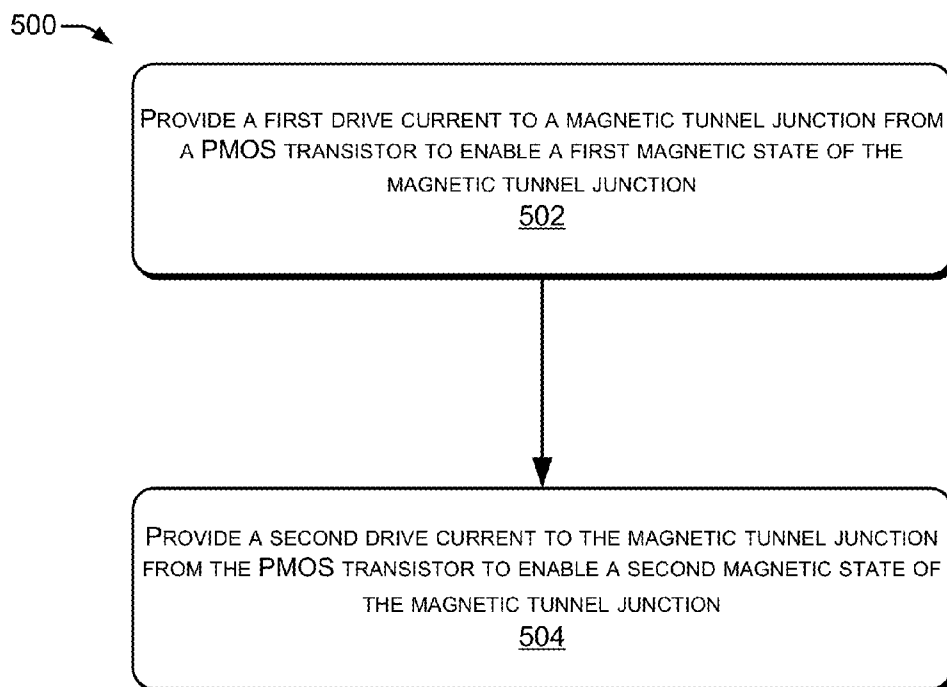 500
PROVIDE A FIRST DRIVE CURRENT TO A MAGNETIC TUNNEL JUNCTION FROM
A PMOS TRANSISTOR TO ENABLE A FIRST MAGNETIC STATE OF THE
MAGNETIC TUNNEL JUNCTION
502
PROVIDE A SECOND DRIVE CURRENT TO THE MAGNETIC TUNNEL JUNCTION
FROM THE PMOS TRANSISTOR TO ENABLE A SECOND MAGNETIC STATE OF
THE MAGNETIC TUNNEL JUNCTION
504